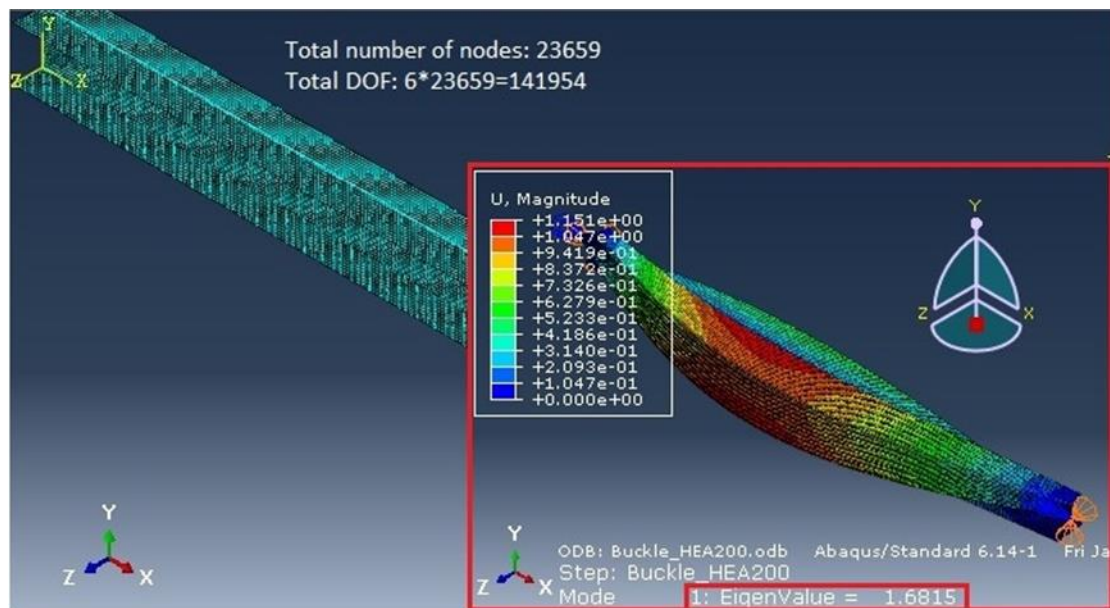 Y
Z
X
Total number of nodes: 23659
Total DOF: 6*23659=141954
U, Magnitude
+1.151e+00
+1.047e+00
+9.419e-01
+8.372e-01
+7.326e-01
+6.279e-01
+5.233e-01
+4.186e-01
+3.140e-01
+2.093e-01
+1.047e-01
+0.000e+00
Y
Z
X
Y
Z
X
Y
Z
X
ODB: Buckle_HEA200.odb Abaqus/Standard 6.14-1 Fri Ja
Step: Buckle_HEA200
Mode 1: EigenValue = 1.6815